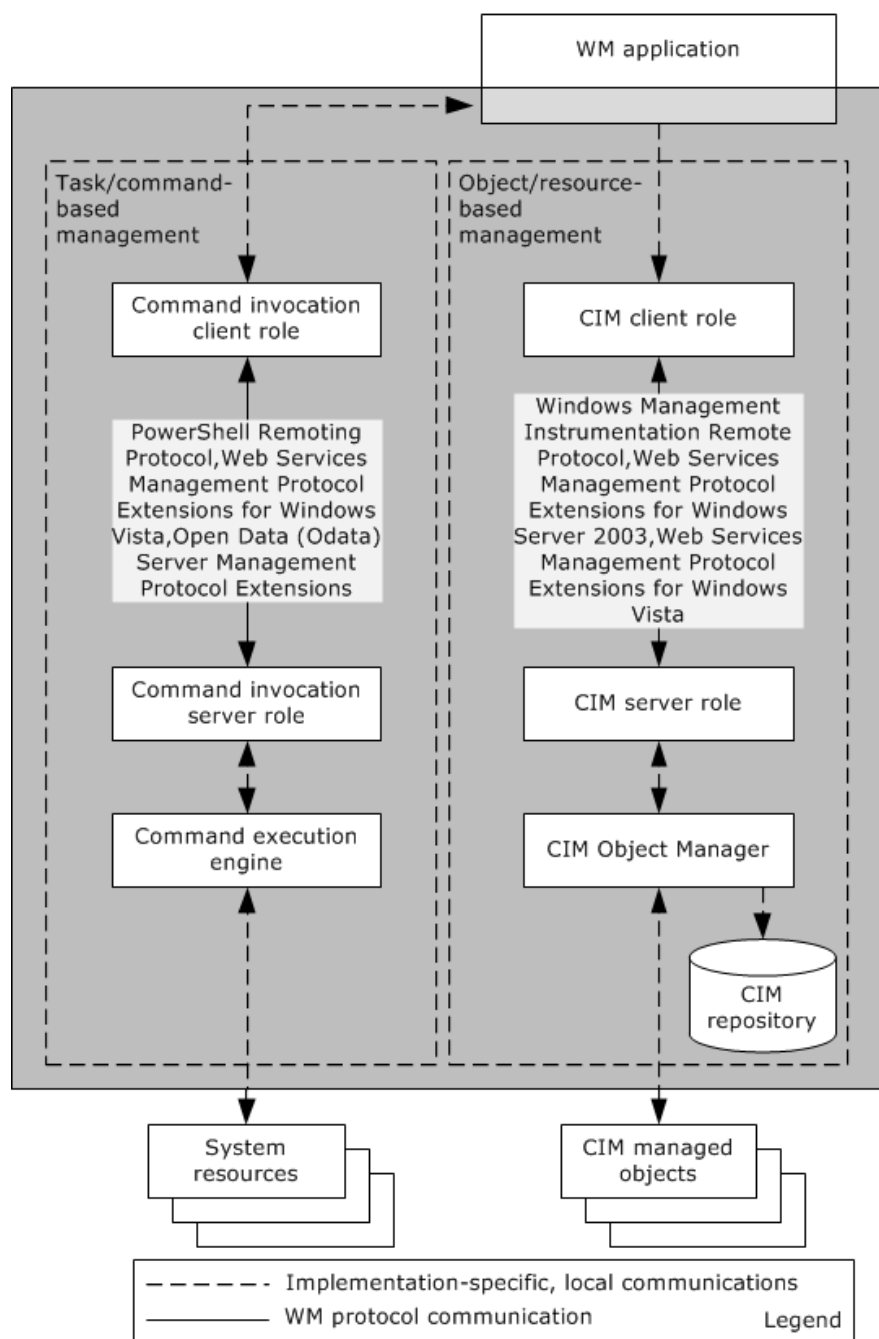 WM application
Task/command-
based
management
Object/resource-
based
management
Command invocation
client role
CIM client role
PowerShell Remoting
Protocol,Web Services
Management Protocol
Extensions for Windows
Vista,Open Data (Odata)
Server Management
Protocol Extensions
Windows Management
Instrumentation Remote
Protocol,Web Services
Management Protocol
Extensions for Windows
Server 2003,Web Services
Management Protocol
Extensions for Windows
Vista
Command invocation
server role
CIM server role
Command execution
engine
CIM Object Manager
CIM
repository
System
resources
CIM managed
objects
Implementation-specific, local communications
WM protocol communication
Legend